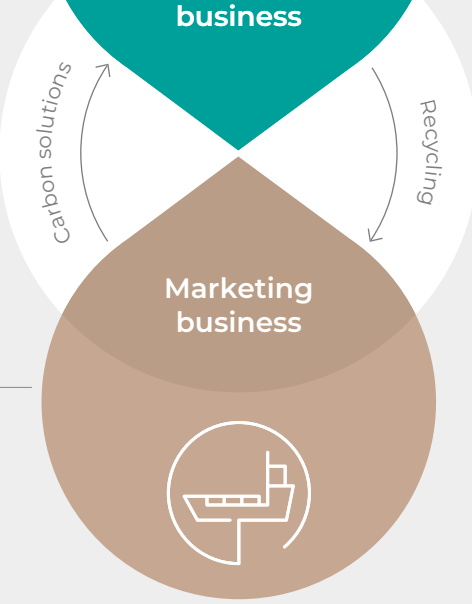 business
Carbon solutions
Recycling
Marketing
business